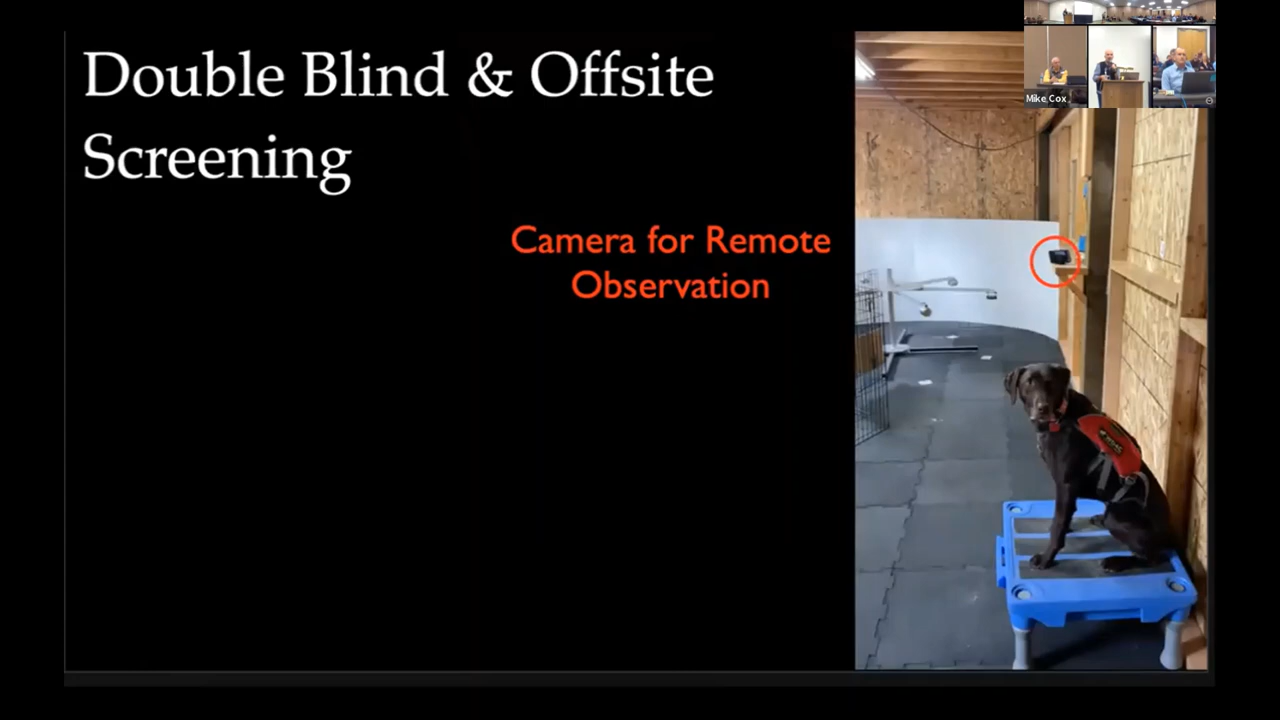 Double Blind & Offsite
Screening
Camera for Remote
Observation
Mike Cox